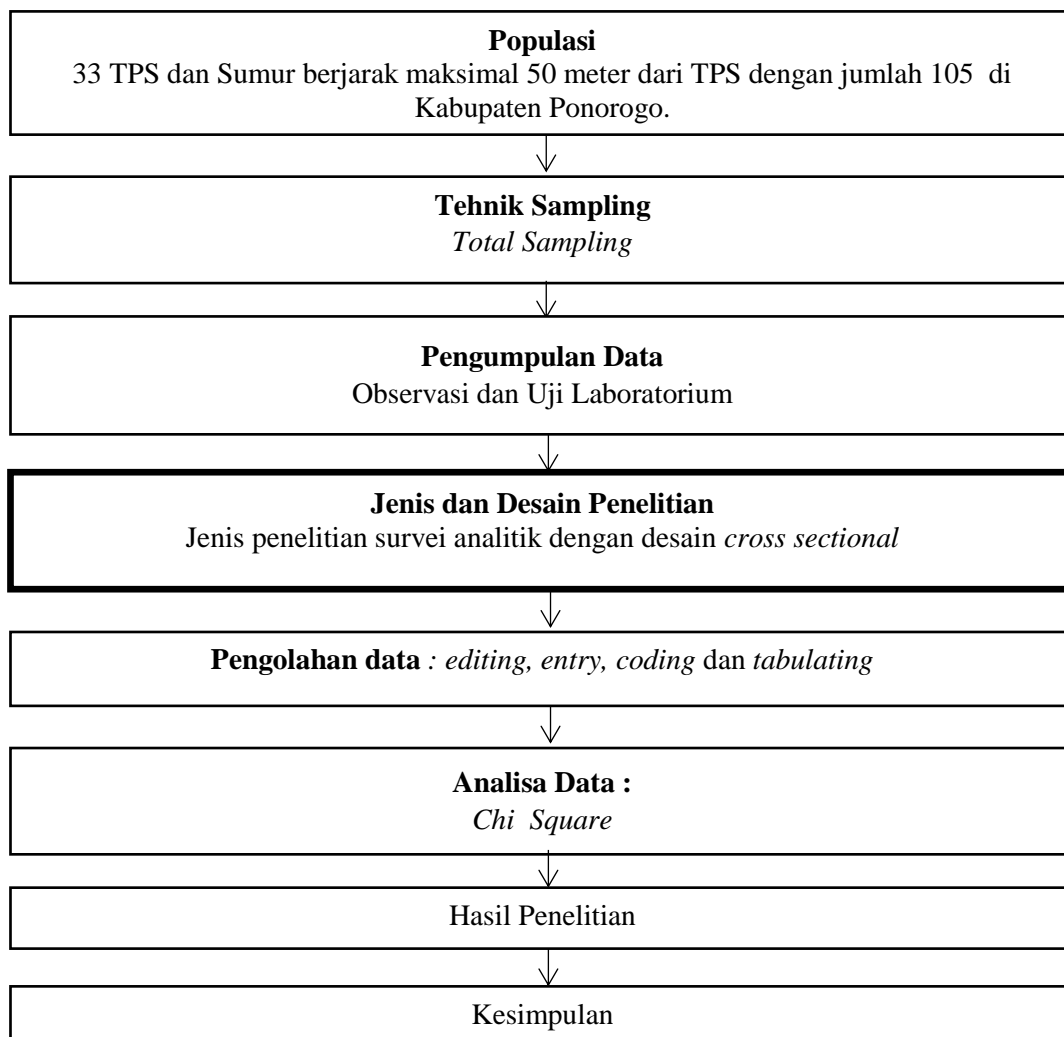 Populasi
33 TPS dan Sumur berjarak maksimal 50 meter dari TPS dengan jumlah 105 di
Kabupaten Ponorogo.
Tehnik Sampling
Total Sampling
Pengumpulan Data
Observasi dan Uji Laboratorium
Jenis dan Desain Penelitian
Jenis penelitian survei analitik dengan desain cross sectional
Pengolahan data : editing, entry, coding dan tabulating
Analisa Data :
Chi Square
Hasil Penelitian
Kesimpulan